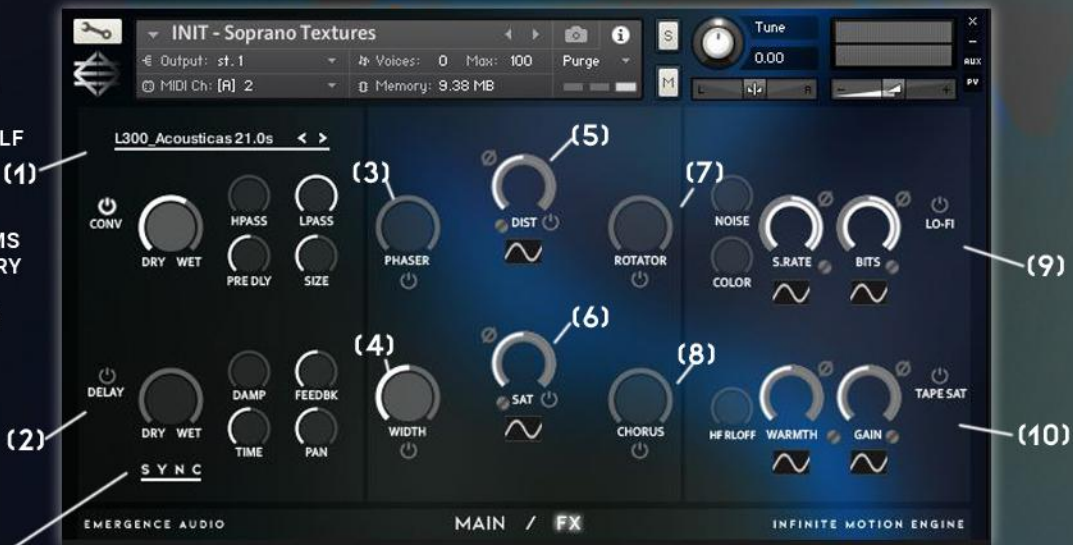 INIT - Soprano Textures
Output: st. 1
Voices: 0 Max: 100
Purge
MIDI Ch: [A] 2
Memory: 9.38 MB
S
M
Tune
0.00
L
R
AUX
PV
LF
(1)
MS
RY
L300_Acousticas 21.0s < >
CONV
DRY WET
HPASS
LPASS
PRE DLY
SIZE
(2)
DELAY
DRY WET
DAMP
FEEDBK
TIME
PAN
SYNC
(3)
PHASER
(4)
WIDTH
(5)
DIST
(6)
SAT
(7)
ROTATOR
(8)
CHORUS
NOISE
COLOR
S.RATE
BITS
LO-FI
(9)
HF RLOFF
WARMTH
GAIN
TAPE SAT
(10)
EMERGENCE AUDIO
MAIN / FX
INFINITE MOTION ENGINE